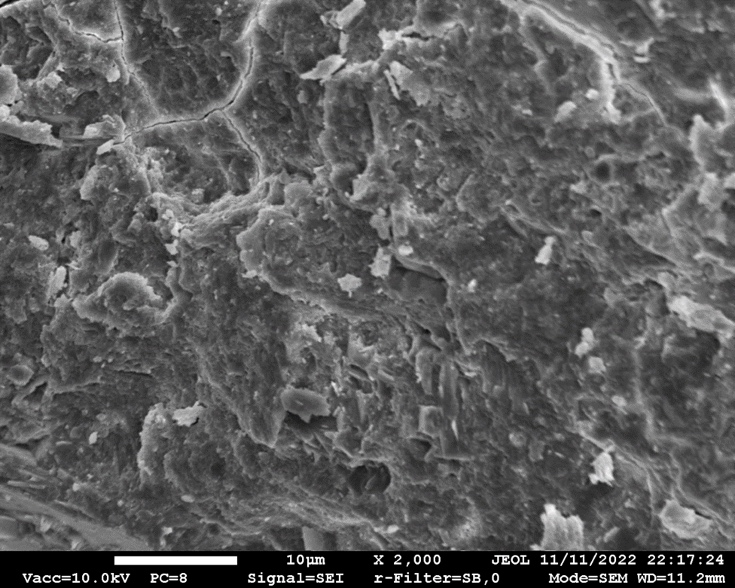 10μm X 2,000 JEOL 11/11/2022 22:17:24
Vacc=10.0kV PC=8 Signal=SEI r-Filter=SB,0 Mode=SEM WD=11.2mm